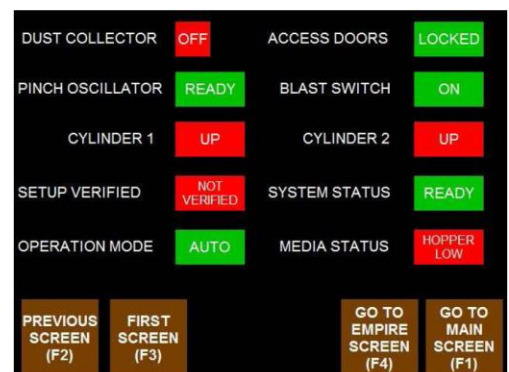 DUST COLLECTOR OFF ACCESS DOORS LOCKED
PINCH OSCILLATOR READY BLAST SWITCH ON
CYLINDER 1 UP CYLINDER 2 UP
SETUP VERIFIED NOT VERIFIED SYSTEM STATUS READY
OPERATION MODE AUTO MEDIA STATUS HOPPER LOW
PREVIOUS SCREEN (F2)
FIRST SCREEN (F3)
GO TO EMPIRE SCREEN (F4)
GO TO MAIN SCREEN (F1)